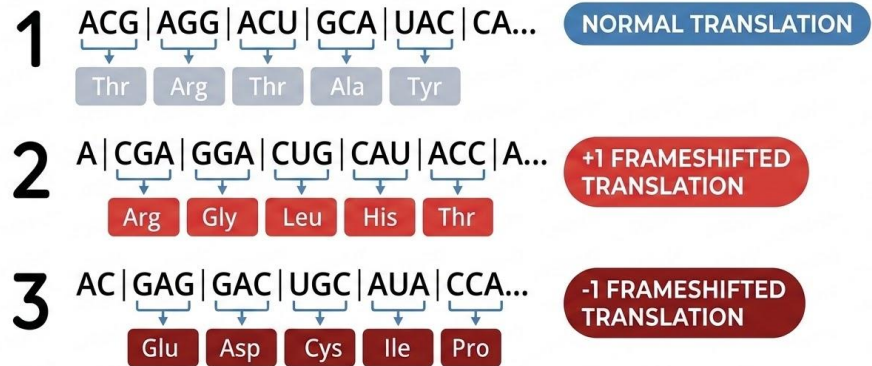 1
ACG|AGG|ACU|GCA|UAC|CA...
NORMAL TRANSLATION
Thr Arg Thr Ala Tyr
2
A|CGA|GGA|CUG|CAU|ACC|A...
+1 FRAMESHIFTED
TRANSLATION
Arg Gly Leu His Thr
3
AC|GAG|GAC|UGC|AUA|CCA...
-1 FRAMESHIFTED
TRANSLATION
Glu Asp Cys Ile Pro